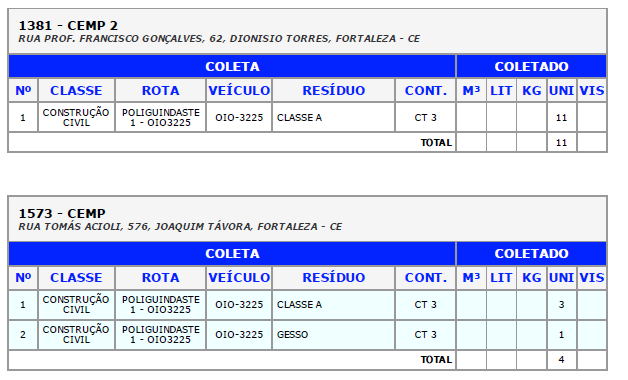 1381 - CEMP 2
RUA PROF. FRANCISCO GONÇALVES, 62, DIONISIO TORRES, FORTALEZA - CE
COLETA COLETADO
Nº CLASSE ROTA VEÍCULO RESÍDUO CONT. M³ LIT KG UNI VIS
1 CONSTRUÇÃO CIVIL POLIGUINDASTE 1 - OIO3225 OIO-3225 CLASSE A CT 3 11
TOTAL 11
1573 - CEMP
RUA TOMÁS ACIOLI, 576, JOAQUIM TÁVORA, FORTALEZA - CE
COLETA COLETADO
Nº CLASSE ROTA VEÍCULO RESÍDUO CONT. M³ LIT KG UNI VIS
1 CONSTRUÇÃO CIVIL POLIGUINDASTE 1 - OIO3225 OIO-3225 CLASSE A CT 3 3
2 CONSTRUÇÃO CIVIL POLIGUINDASTE 1 - OIO3225 OIO-3225 GESSO CT 3 1
TOTAL 4